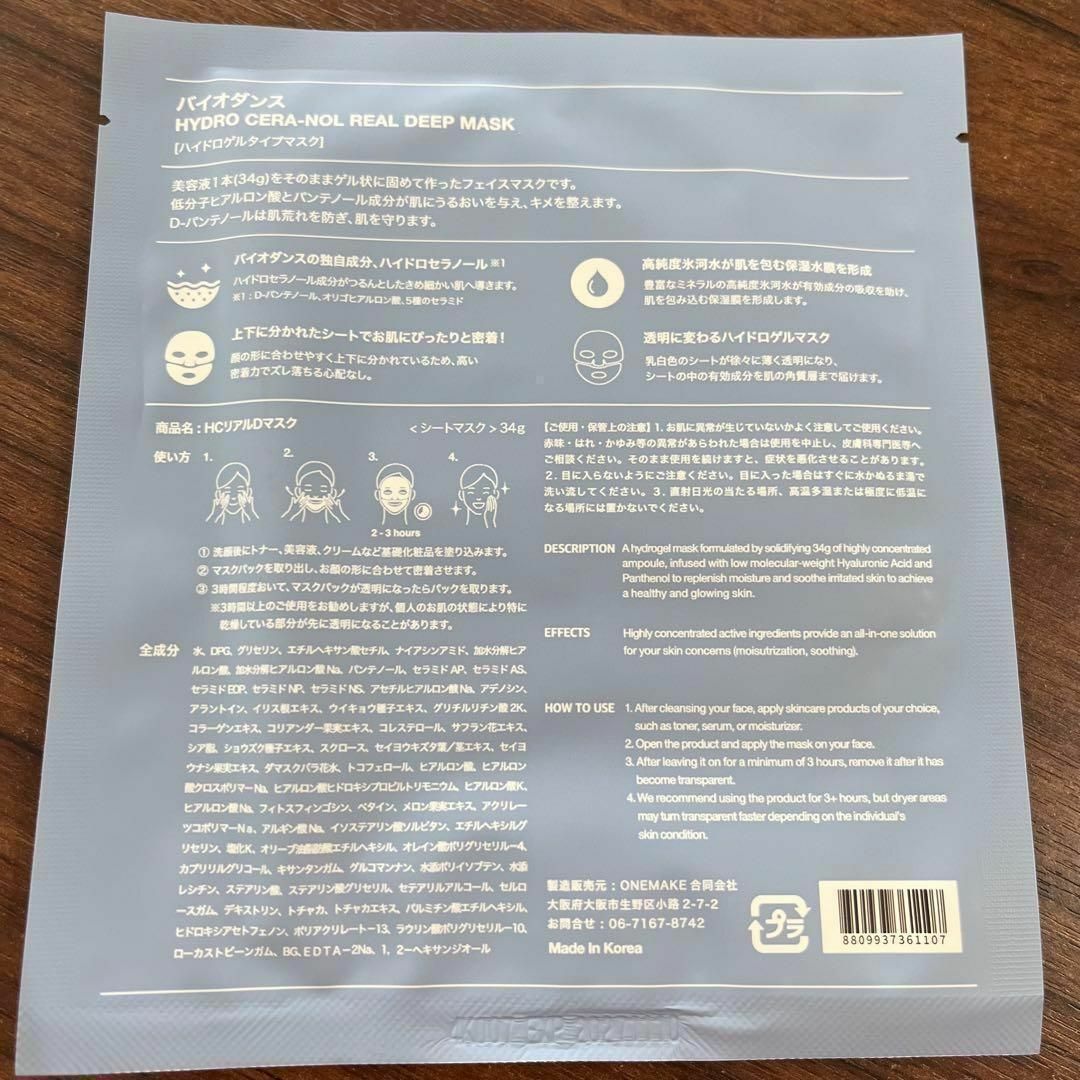 バイオダンス
HYDRO CERA-NOL REAL DEEP MASK
[ハイドロゲルタイプマスク]
美容液1本(34g)をそのままゲル状に固めて作ったフェイスマスクです。
低分子ヒアルロン酸とパンテノール成分が肌にうるおいを与え、キメを整えます。
D-パンテノールは肌荒れを防ぎ、肌を守ります。
バイオダンスの独自成分、ハイドロセラノール※1
ハイドロセラノール成分がつるんとしたきめ細かい肌へ導きます。
※1：D-パンテノール、オリゴヒアルロン酸、5種のセラミド
高純度氷河水が肌を包む保湿水膜を形成
豊富なミネラルの高純度氷河水が有効成分の吸収を助け、
肌を包み込む保湿膜を形成します。
上下に分かれたシートでお肌にぴったりと密着!
顔の形に合わせやすく上下に分かれているため、高い
密着力でズレ落ちる心配なし。
透明に変わるハイドロゲルマスク
乳白色のシートが徐々に薄く透明になり、
シートの中の有効成分を肌の角質層まで届けます。
商品名：HCリアルDマスク
＜シートマスク＞34g
使い方 1. 2. 3. 4.
2 - 3 hours
① 洗顔後にトナー、美容液、クリームなど基礎化粧品を塗り込みます。
② マスクパックを取り出し、お顔の形に合わせて密着させます。
③ 3時間程度おいて、マスクパックが透明になったらパックを取ります。
※3時間以上のご使用をお勧めしますが、個人のお肌の状態により特に
乾燥している部分が先に透明になることがあります。
全成分 水、DPG、グリセリン、エチルヘキサン酸セチル、ナイアシンアミド、加水分解ヒア
ルロン酸、加水分解ヒアルロン酸Na、パンテノール、セラミドAP、セラミドAS、
セラミドEOP、セラミドNP、セラミドNS、アセチルヒアルロン酸Na、アデノシン、
アラントイン、イリス根エキス、ウイキョウ種子エキス、グリチルリチン酸2K、
コラーゲンエキス、コリアンダー果実エキス、コレステロール、サフラン花エキス、
シア脂、ショウズク種子エキス、スクロース、セイヨウキズタ葉/茎エキス、セイヨ
ウナシ果実エキス、ダマスクバラ花水、トコフェロール、ヒアルロン酸、ヒアルロン
酸クロスポリマーNa、ヒアルロン酸ヒドロキシプロピルトリモニウム、ヒアルロン酸K、
ヒアルロン酸Na、フィトスフィンゴシン、ベタイン、メロン果実エキス、アクリレー
ツコポリマーNa、アルギン酸Na、イソステアリン酸ソルビタン、エチルヘキシルグ
リセリン、塩化K、オリーブ油脂肪酸エチルヘキシル、オレイン酸ポリグリセリル-4、
カプリリルグリコール、キサンタンガム、グルコマンナン、水添ポリイソブテン、水添
レシチン、ステアリン酸、ステアリン酸グリセリル、セテアリルアルコール、セルロ
ースガム、デキストリン、トチャカ、トチャカエキス、パルミチン酸エチルヘキシル、
ヒドロキシアセトフェノン、ポリアクリレート-13、ラウリン酸ポリグリセリル-10、
ローカストビーンガム、BG、EDTA-2Na、1, 2-ヘキサンジオール
【ご使用・保管上の注意】1. お肌に異常が生じていないかよく注意してご使用ください。
赤味・はれ・かゆみ等の異常があらわれた場合は使用を中止し、皮膚科専門医等へ
ご相談ください。そのまま使用を続けますと、症状を悪化させることがあります。
2. 目に入らないようにご注意ください。目に入った場合はすぐに水かぬるま湯で
洗い流してください。3. 直射日光の当たる場所、高温多湿または極度に低温に
なる場所には置かないでください。
DESCRIPTION A hydrogel mask formulated by solidifying 34g of highly concentrated
ampoule, infused with low molecular-weight Hyaluronic Acid and
Panthenol to replenish moisture and soothe irritated skin to achieve
a healthy and glowing skin.
EFFECTS Highly concentrated active ingredients provide an all-in-one solution
for your skin concerns (moisutrization, soothing).
HOW TO USE 1. After cleansing your face, apply skincare products of your choice,
such as toner, serum, or moisturizer.
2. Open the product and apply the mask on your face.
3. After leaving it on for a minimum of 3 hours, remove it after it has
become transparent.
4. We recommend using the product for 3+ hours, but dryer areas
may turn transparent faster depending on the individual's
skin condition.
製造販売元：ONEMAKE 合同会社
大阪府大阪市生野区小路 2-7-2
お問合せ：06-7167-8742
Made In Korea
プラ
8809937361107